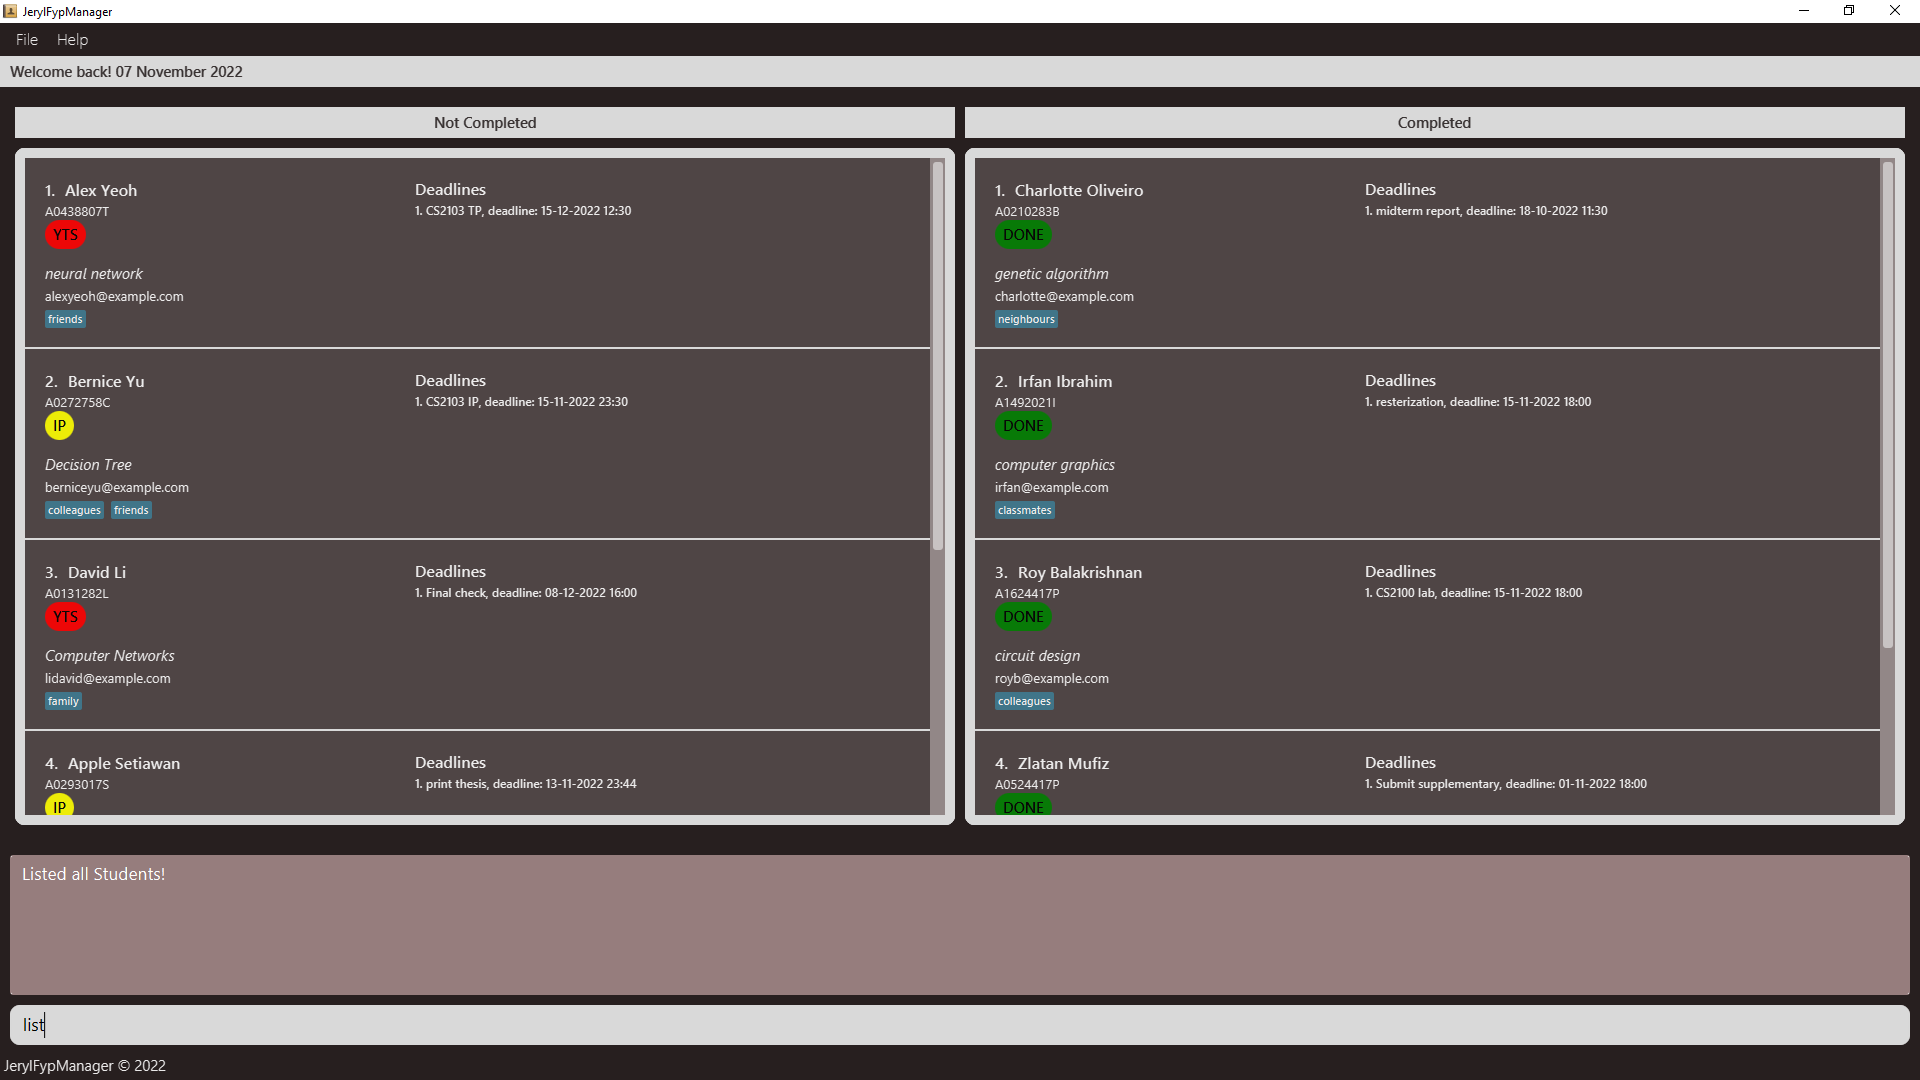 JerylFypManager
File Help
Welcome back! 07 November 2022
Not Completed
1. Alex Yeoh
A0438807T
YTS
neural network
alexyeoh@example.com
friends
Deadlines
1. CS2103 TP, deadline: 15-12-2022 12:30
2. Bernice Yu
A0272758C
IP
Decision Tree
berniceyu@example.com
colleagues friends
Deadlines
1. CS2103 IP, deadline: 15-11-2022 23:30
3. David Li
A0131282L
YTS
Computer Networks
lidavid@example.com
family
Deadlines
1. Final check, deadline: 08-12-2022 16:00
4. Apple Setiawan
A0293017S
IP
Deadlines
1. print thesis, deadline: 13-11-2022 23:44
Completed
1. Charlotte Oliveiro
A0210283B
DONE
genetic algorithm
charlotte@example.com
neighbours
Deadlines
1. midterm report, deadline: 18-10-2022 11:30
2. Irfan Ibrahim
A1492021I
DONE
computer graphics
irfan@example.com
classmates
Deadlines
1. resterization, deadline: 15-11-2022 18:00
3. Roy Balakrishnan
A1624417P
DONE
circuit design
royb@example.com
colleagues
Deadlines
1. CS2100 lab, deadline: 15-11-2022 18:00
4. Zlatan Mufiz
A0524417P
DONE
Deadlines
1. Submit supplementary, deadline: 01-11-2022 18:00
Listed all Students!
list
JerylFypManager © 2022